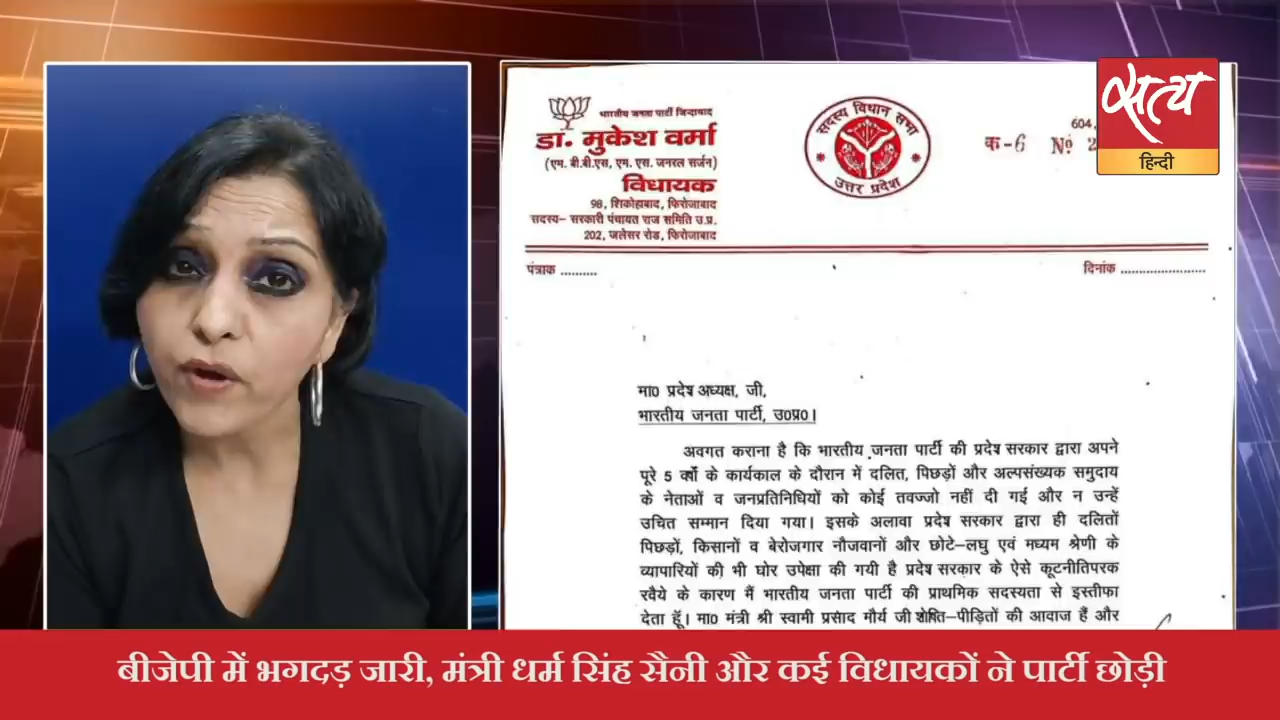 सत्य
हिन्दी
भारतीय जनता पार्टी जिन्दाबाद
डा. मुकेश वर्मा
(एम. बी.बी.एस, एम. एस. जनरल सर्जन)
विधायक
98, शिकोहाबाद, फिरोजाबाद
सदस्य– सरकारी पंचायत राज समिति उ.प्र.
202, जलेसर रोड, फिरोजाबाद
सदस्य विधान सभा
उत्तर प्रदेश
604,
क-6 Nº 2
पंत्राक ..........
दिनांक ........................
मा0 प्रदेश अध्यक्ष, जी,
भारतीय जनता पार्टी, उ0प्र0।
अवगत कराना है कि भारतीय जनता पार्टी की प्रदेश सरकार द्वारा अपने
पूरे 5 वर्षो के कार्यकाल के दौरान में दलित, पिछड़ों और अल्पसंख्यक समुदाय
के नेताओं व जनप्रतिनिधियों को कोई तवज्जो नहीं दी गई और न उन्हें
उचित सम्मान दिया गया। इसके अलावा प्रदेश सरकार द्वारा ही दलितों
पिछड़ों, किसानों व बेरोजगार नौजवानों और छोटे–लघु एवं मध्यम श्रेणी के
व्यापारियों की भी घोर उपेक्षा की गयी है प्रदेश सरकार के ऐसे कूटनीतिपरक
रवैये के कारण मैं भारतीय जनता पार्टी की प्राथमिक सदस्यता से इस्तीफा
देता हूँ। मा0 मंत्री श्री स्वामी प्रसाद मौर्य जी शोषित–पीड़ितों की आवाज हैं और
बीजेपी में भगदड़ जारी, मंत्री धर्म सिंह सैनी और कई विधायकों ने पार्टी छोड़ी